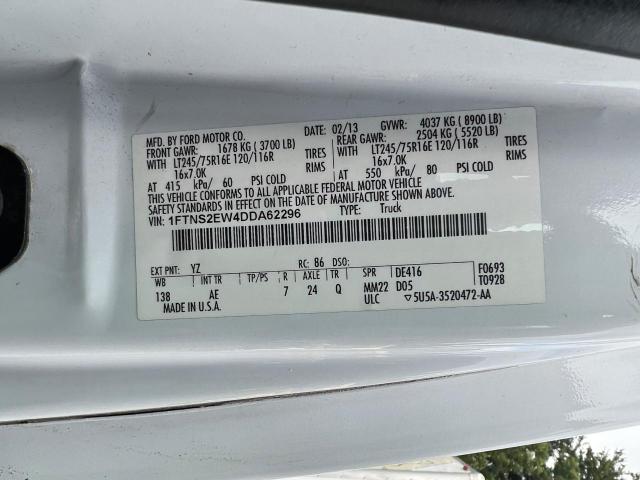 MFD. BY FORD MOTOR CO. 02/13 GVWR: 4037 KG ( 8900 LB)
FRONT GAWR: 1678 KG ( 3700 LB) REAR GAWR: 2504 KG ( 5520 LB)
WITH LT245/75R16E 120/116R TIRES WITH LT245/75R16E 120/116R TIRES
16x7.0K RIMS 16x7.0K RIMS
AT 415 kPa/ 60 PSI COLD AT 550 kPa/ 80 PSI COLD
THIS VEHICLE CONFORMS TO ALL APPLICABLE FEDERAL MOTOR VEHICLE
SAFETY STANDARDS IN EFFECT ON THE DATE OF MANUFACTURE SHOWN ABOVE.
VIN: 1FTNS2EW4DDA62296 TYPE: Truck
EXT PNT: YZ RC: 86 DSO:
WB INT TR TP/PS R AXLE TR SPR DE416 F0693
138 AE 7 24 Q MM22 D05 T0928
MADE IN U.S.A. ULC ▽5U5A-3520472-AA